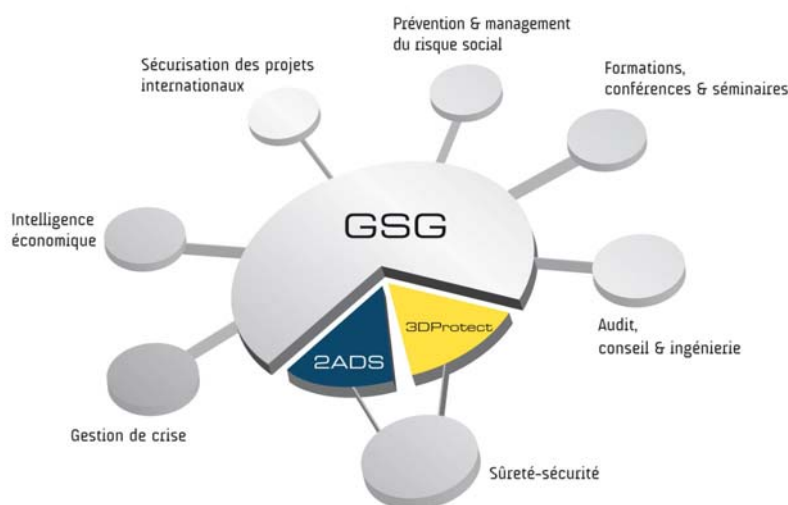 Prévention & management
du risque social
Sécurisation des projets
internationaux
Formations,
conférences & séminaires
Intelligence
économique
GSG
3DProtect
2ADS
Audit,
conseil & ingénierie
Gestion de crise
Sûreté-sécurité